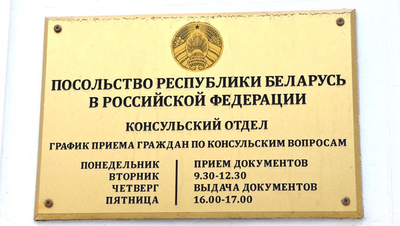 ПОСОЛЬСТВО РЕСПУБЛИКИ БЕЛАРУСЬ
В РОССИЙСКОЙ ФЕДЕРАЦИИ
КОНСУЛЬСКИЙ ОТДЕЛ
ГРАФИК ПРИЕМА ГРАЖДАН ПО КОНСУЛЬСКИМ ВОПРОСАМ
ПОНЕДЕЛЬНИК ПРИЕМ ДОКУМЕНТОВ
ВТОРНИК 9.30-12.30
ЧЕТВЕРГ ВЫДАЧА ДОКУМЕНТОВ
ПЯТНИЦА 16.00-17.00